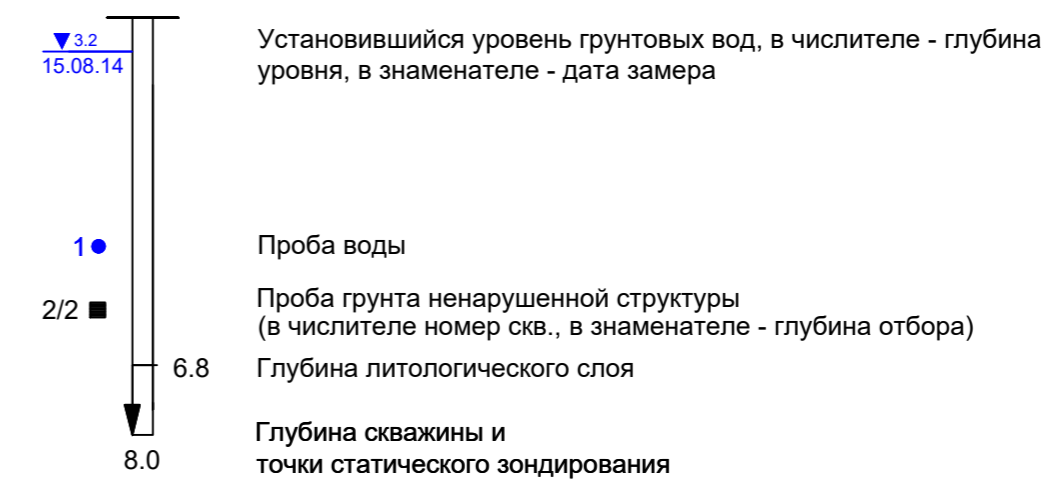 3.2
15.08.14
Установившийся уровень грунтовых вод, в числителе - глубина
уровня, в знаменателе - дата замера
1
Проба воды
2/2
Проба грунта ненарушенной структуры
(в числителе номер скв., в знаменателе - глубина отбора)
6.8
Глубина литологического слоя
8.0
Глубина скважины и
точки статического зондирования